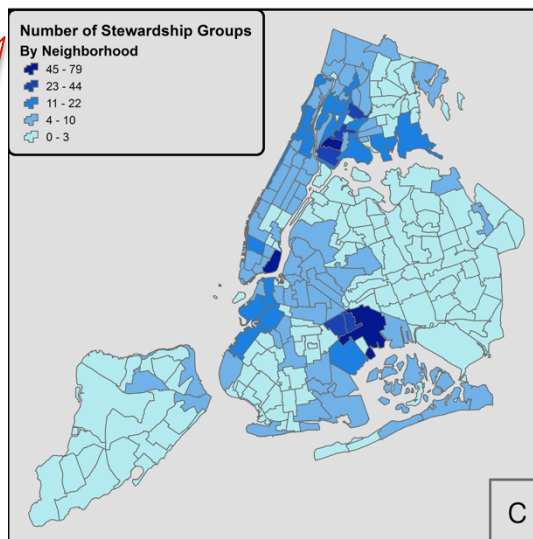 Number of Stewardship Groups
By Neighborhood
45 - 79
23 - 44
11 - 22
4 - 10
0 - 3
C